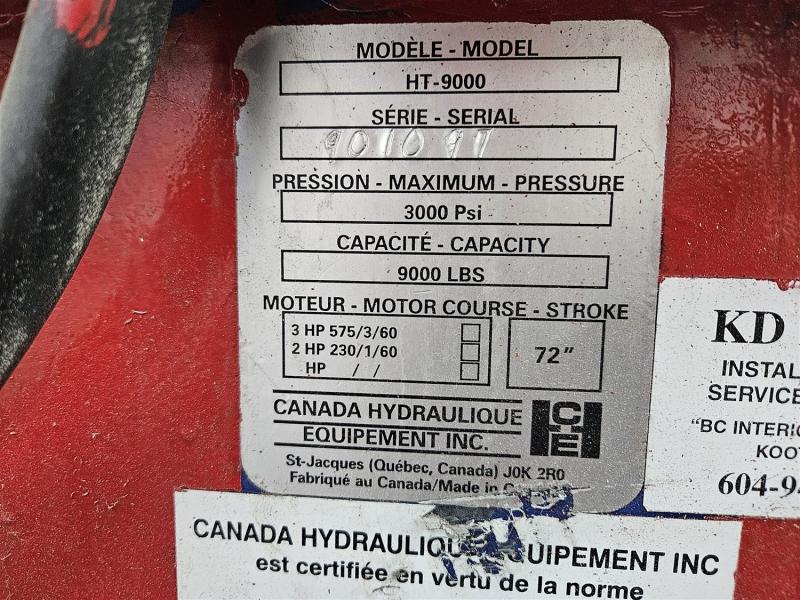 MODÈLE - MODEL
HT-9000
SÉRIE - SERIAL
901097
PRESSION - MAXIMUM - PRESSURE
3000 Psi
CAPACITÉ - CAPACITY
9000 LBS
MOTEUR - MOTOR COURSE - STROKE
3 HP 575/3/60
2 HP 230/1/60
HP / /
72"
CANADA HYDRAULIQUE
EQUIPEMENT INC.
CHE
St-Jacques (Québec, Canada) J0K 2R0
Fabriqué au Canada/Made in
KD
INSTAL
SERVICE
"BC INTERIO
KOOT
604-94
CANADA HYDRAULIQUE EQUIPEMENT INC
est certifiée en vertu de la norme